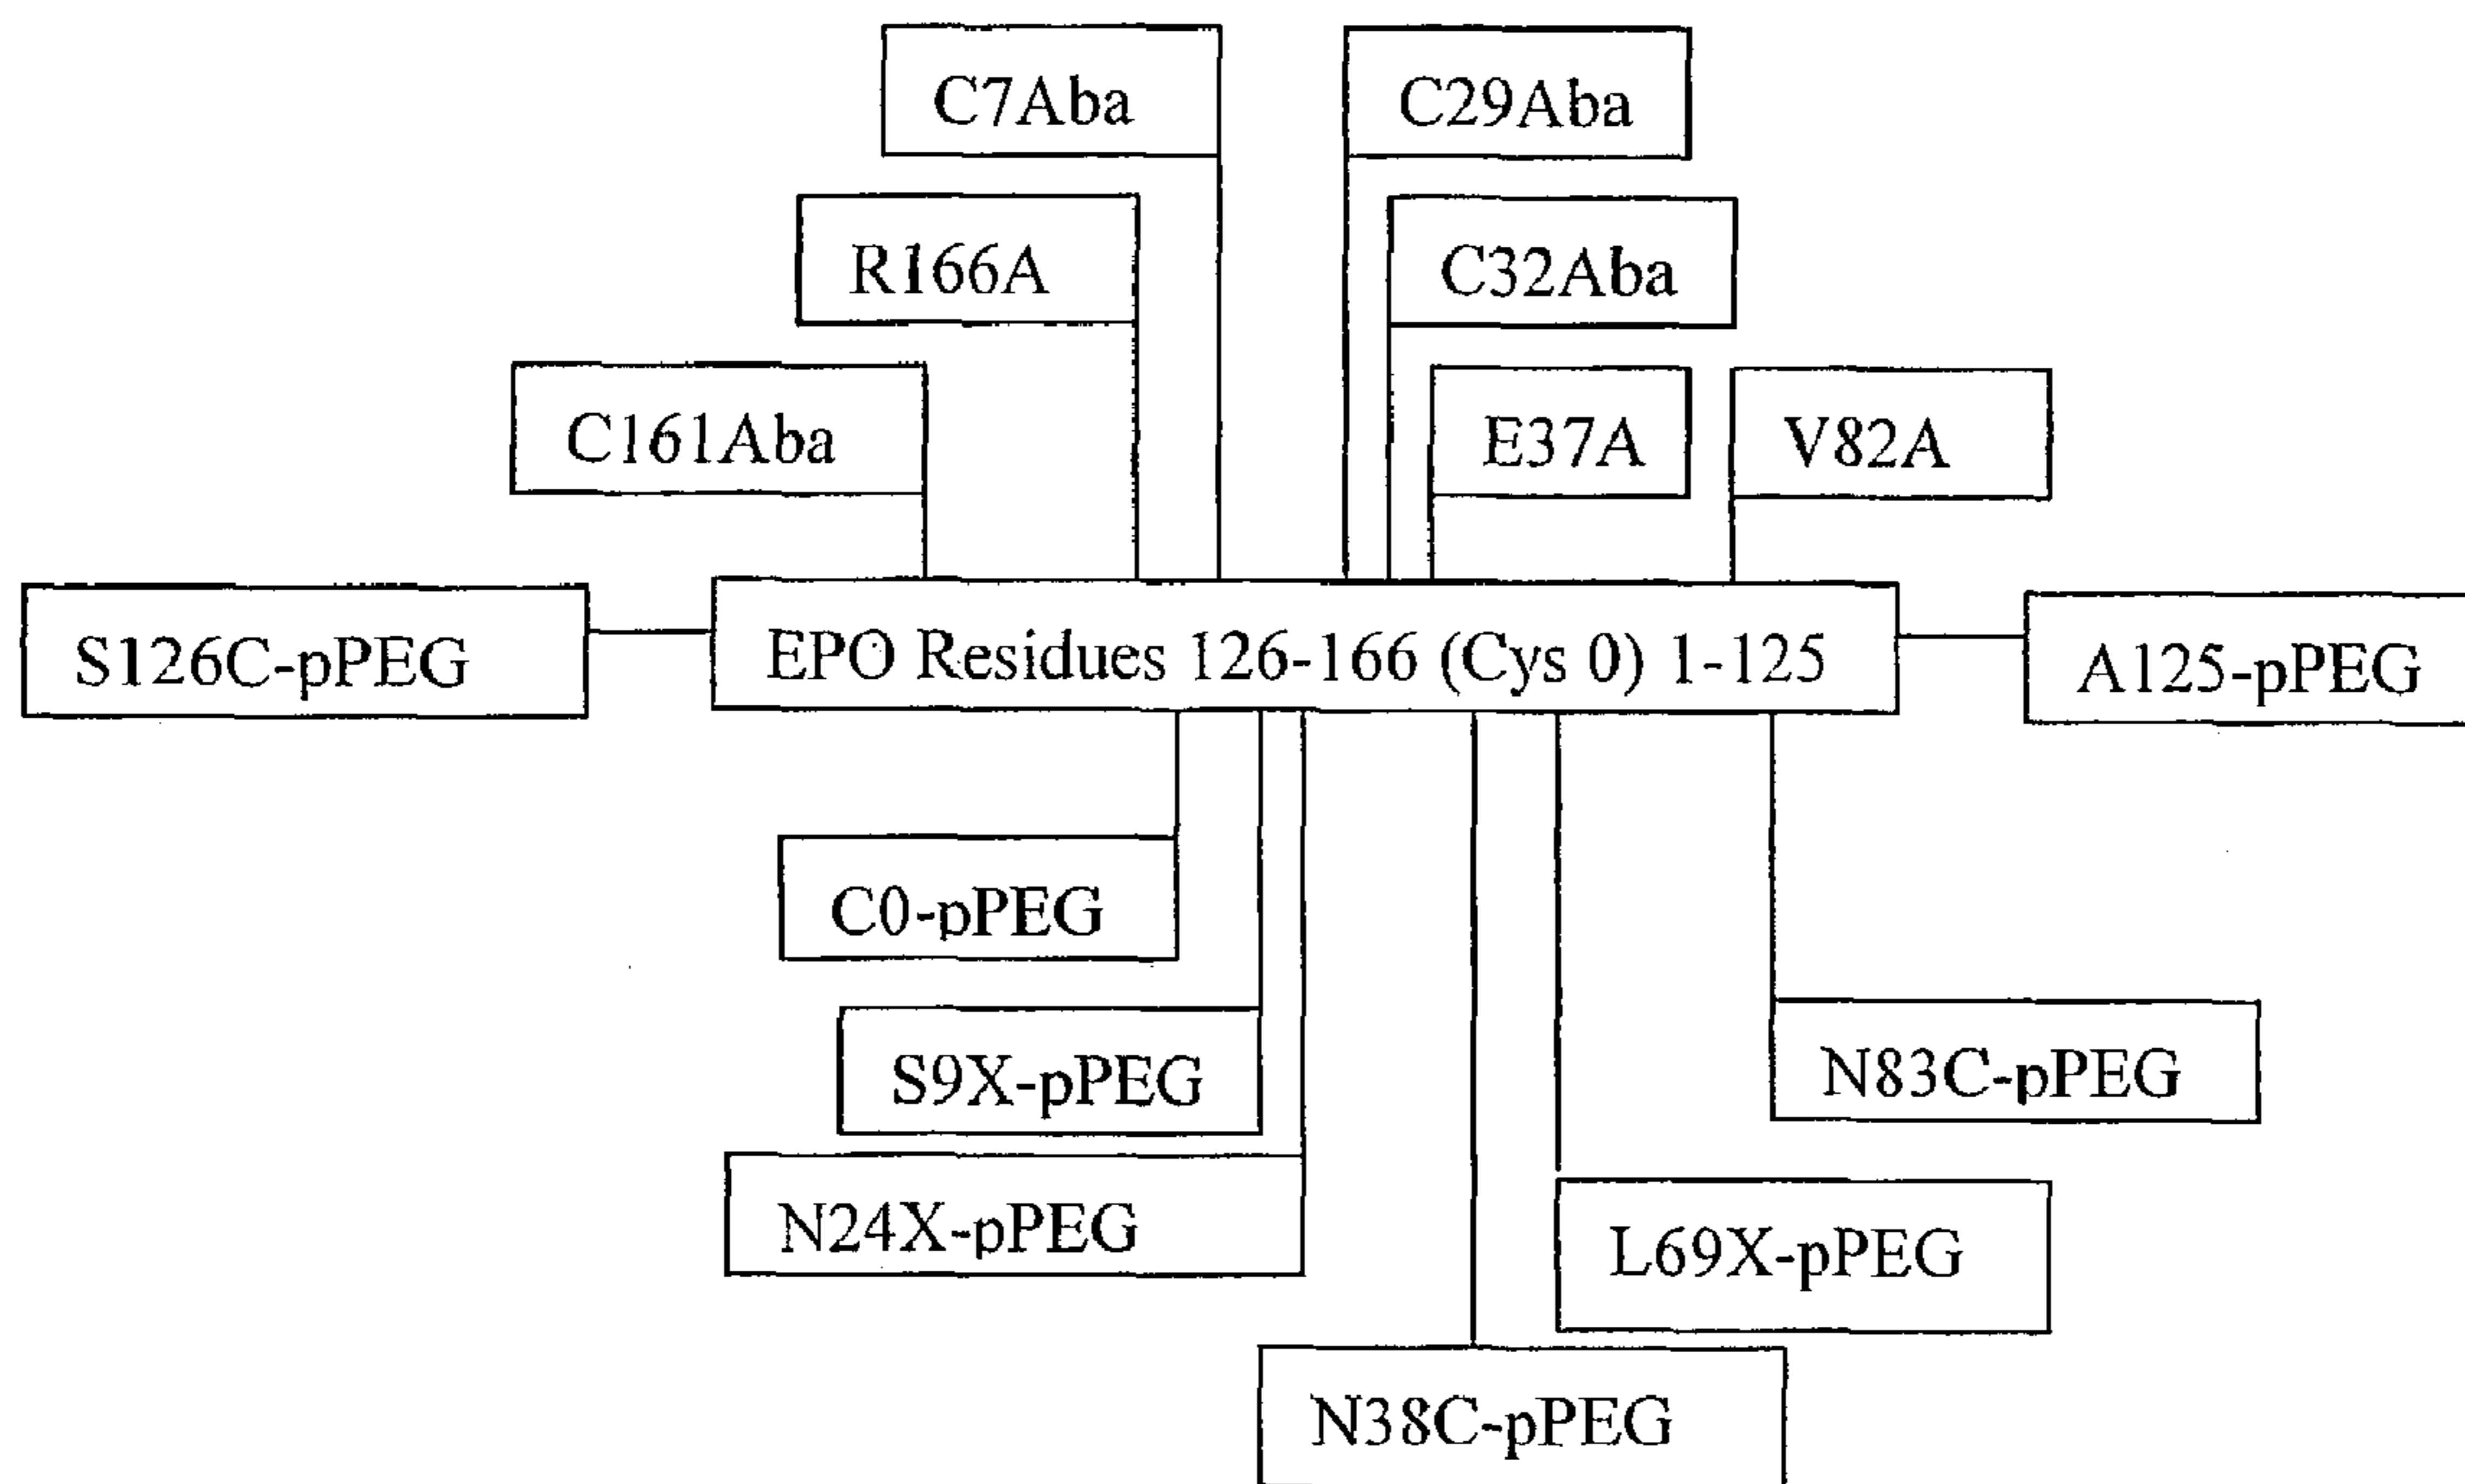 C7Aba
C29Aba
R166A
C32Aba
C161Aba
E37A
V82A
S126C-pPEG
EPO Residues 126-166 (Cys 0) 1-125
A125-pPEG
C0-pPEG
S9X-pPEG
N83C-pPEG
N24X-pPEG
L69X-pPEG
N38C-pPEG